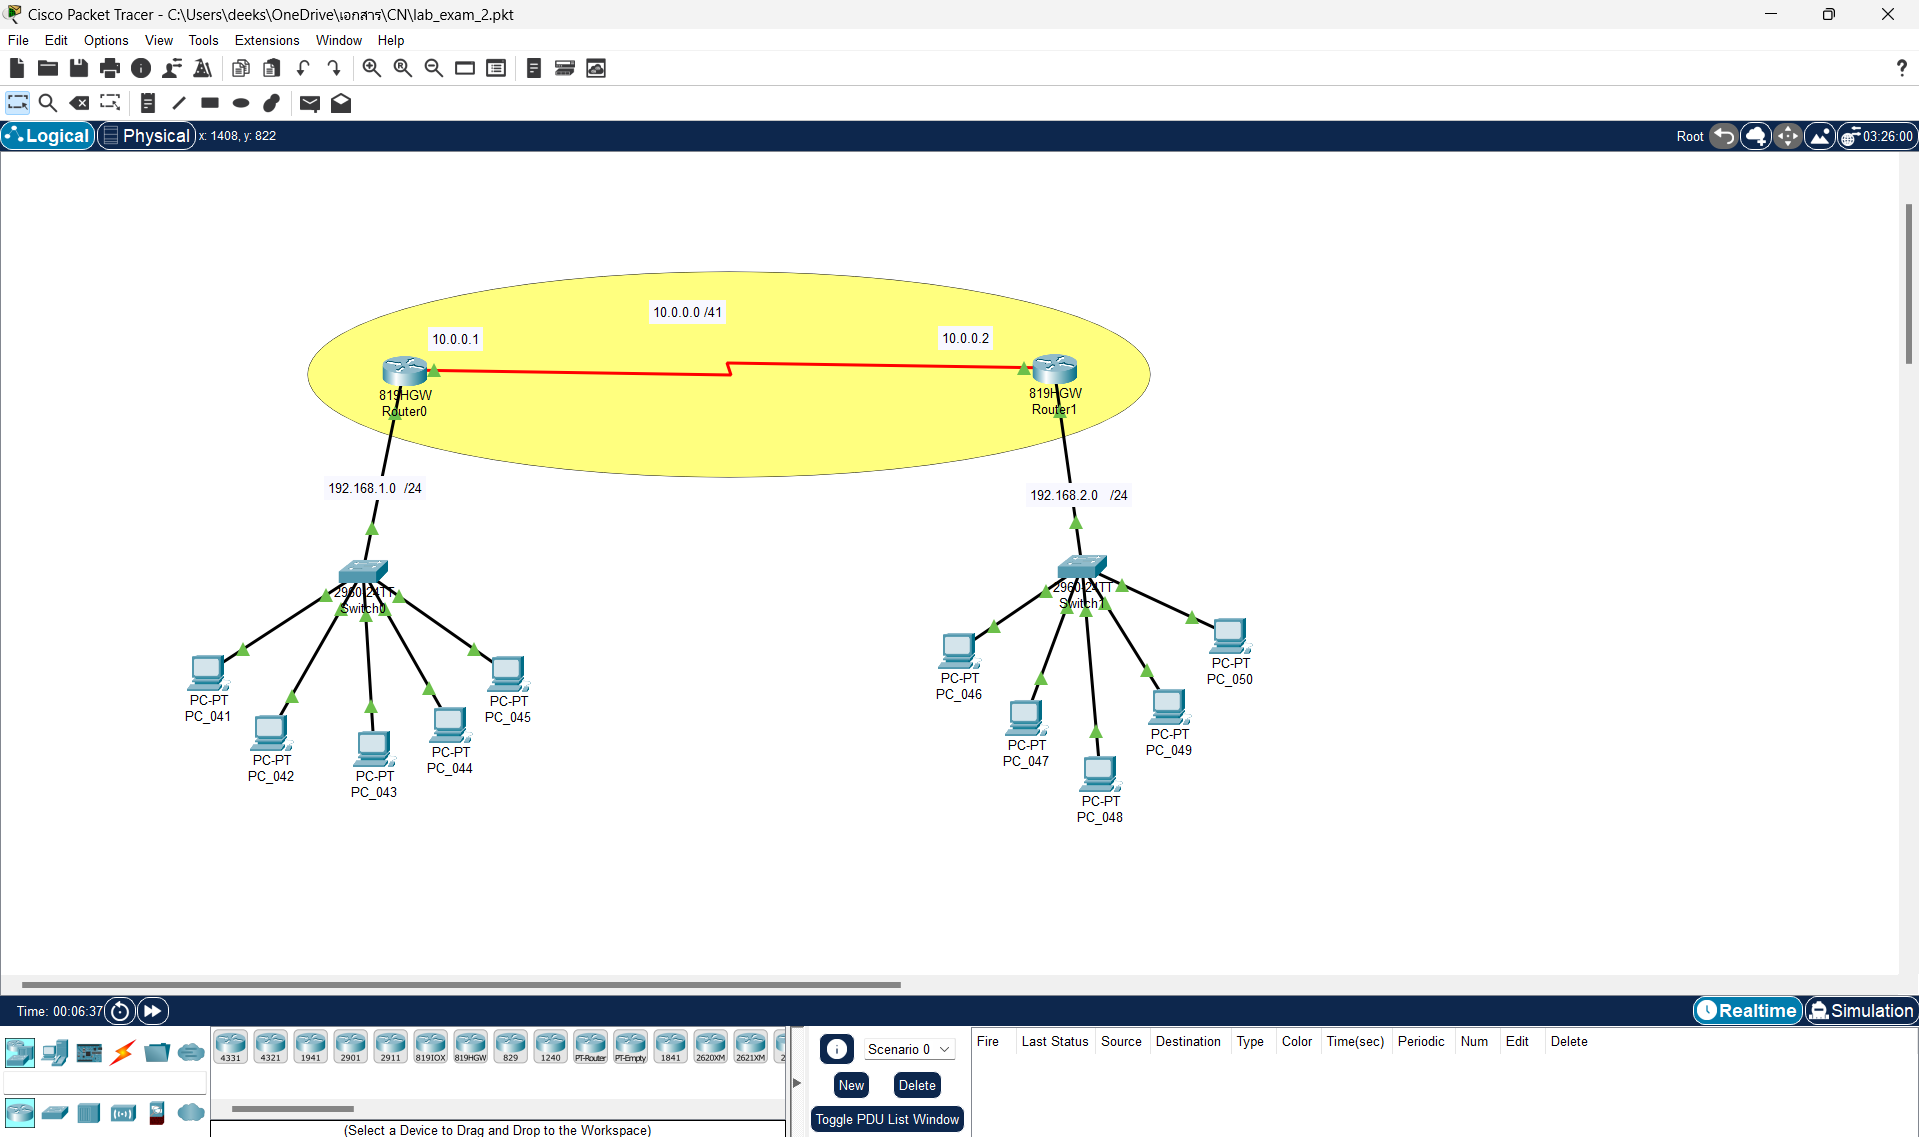 Cisco Packet Tracer - C:\Users\deeks\OneDrive\เอกสาร\CN\lab_exam_2.pkt
File Edit Options View Tools Extensions Window Help
?
Logical Physical x: 1408, y: 822
Root 03:26:00
10.0.0.0 /41
10.0.0.1
10.0.0.2
819HGW
Router0
819HGW
Router1
192.168.1.0 /24
192.168.2.0 /24
2960-24TT
Switch0
2960-24TT
Switch1
PC-PT
PC_041
PC-PT
PC_042
PC-PT
PC_043
PC-PT
PC_044
PC-PT
PC_045
PC-PT
PC_046
PC-PT
PC_047
PC-PT
PC_048
PC-PT
PC_049
PC-PT
PC_050
Time: 00:06:37
Realtime Simulation
4331 4321 1941 2901 2911 819IOX 819HGW 829 1240 PT-Router PT-Empty 1841 2620XM 2621XM 2
(Select a Device to Drag and Drop to the Workspace)
Scenario 0
New Delete
Toggle PDU List Window
Fire Last Status Source Destination Type Color Time(sec) Periodic Num Edit Delete